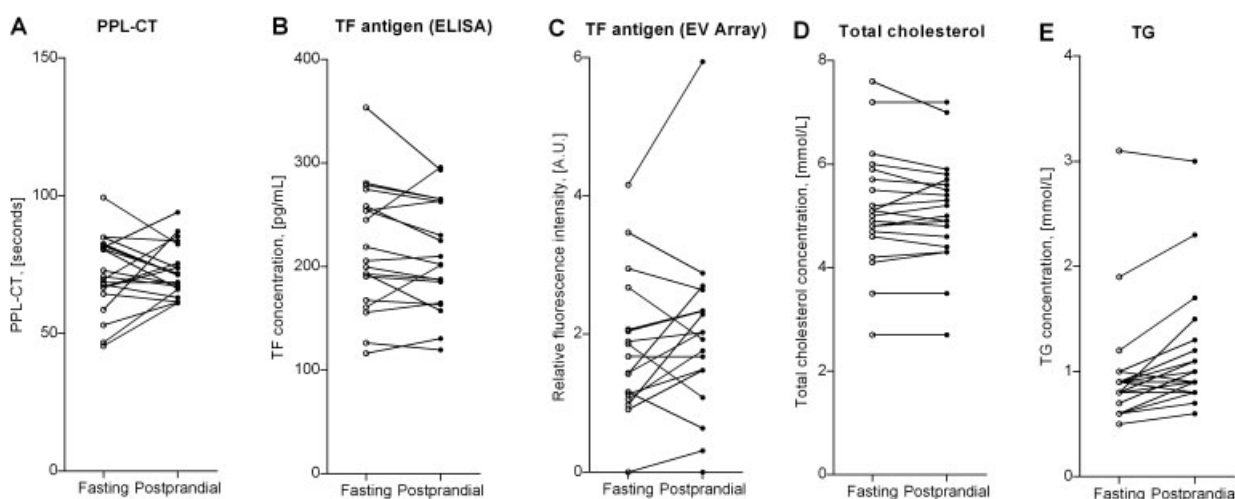 A PPL-CT
PPL-CT, [seconds]
150
100
50
0
Fasting Postprandial
B TF antigen (ELISA)
TF concentration, [pg/mL]
400
300
200
100
0
Fasting Postprandial
C TF antigen (EV Array)
Relative fluorescence intensity, [A.U.]
6
4
2
0
Fasting Postprandial
D Total cholesterol
Total cholesterol concentration, [mmol/L]
8
6
4
2
0
Fasting Postprandial
E TG
TG concentration, [mmol/L]
4
3
2
1
0
Fasting Postprandial